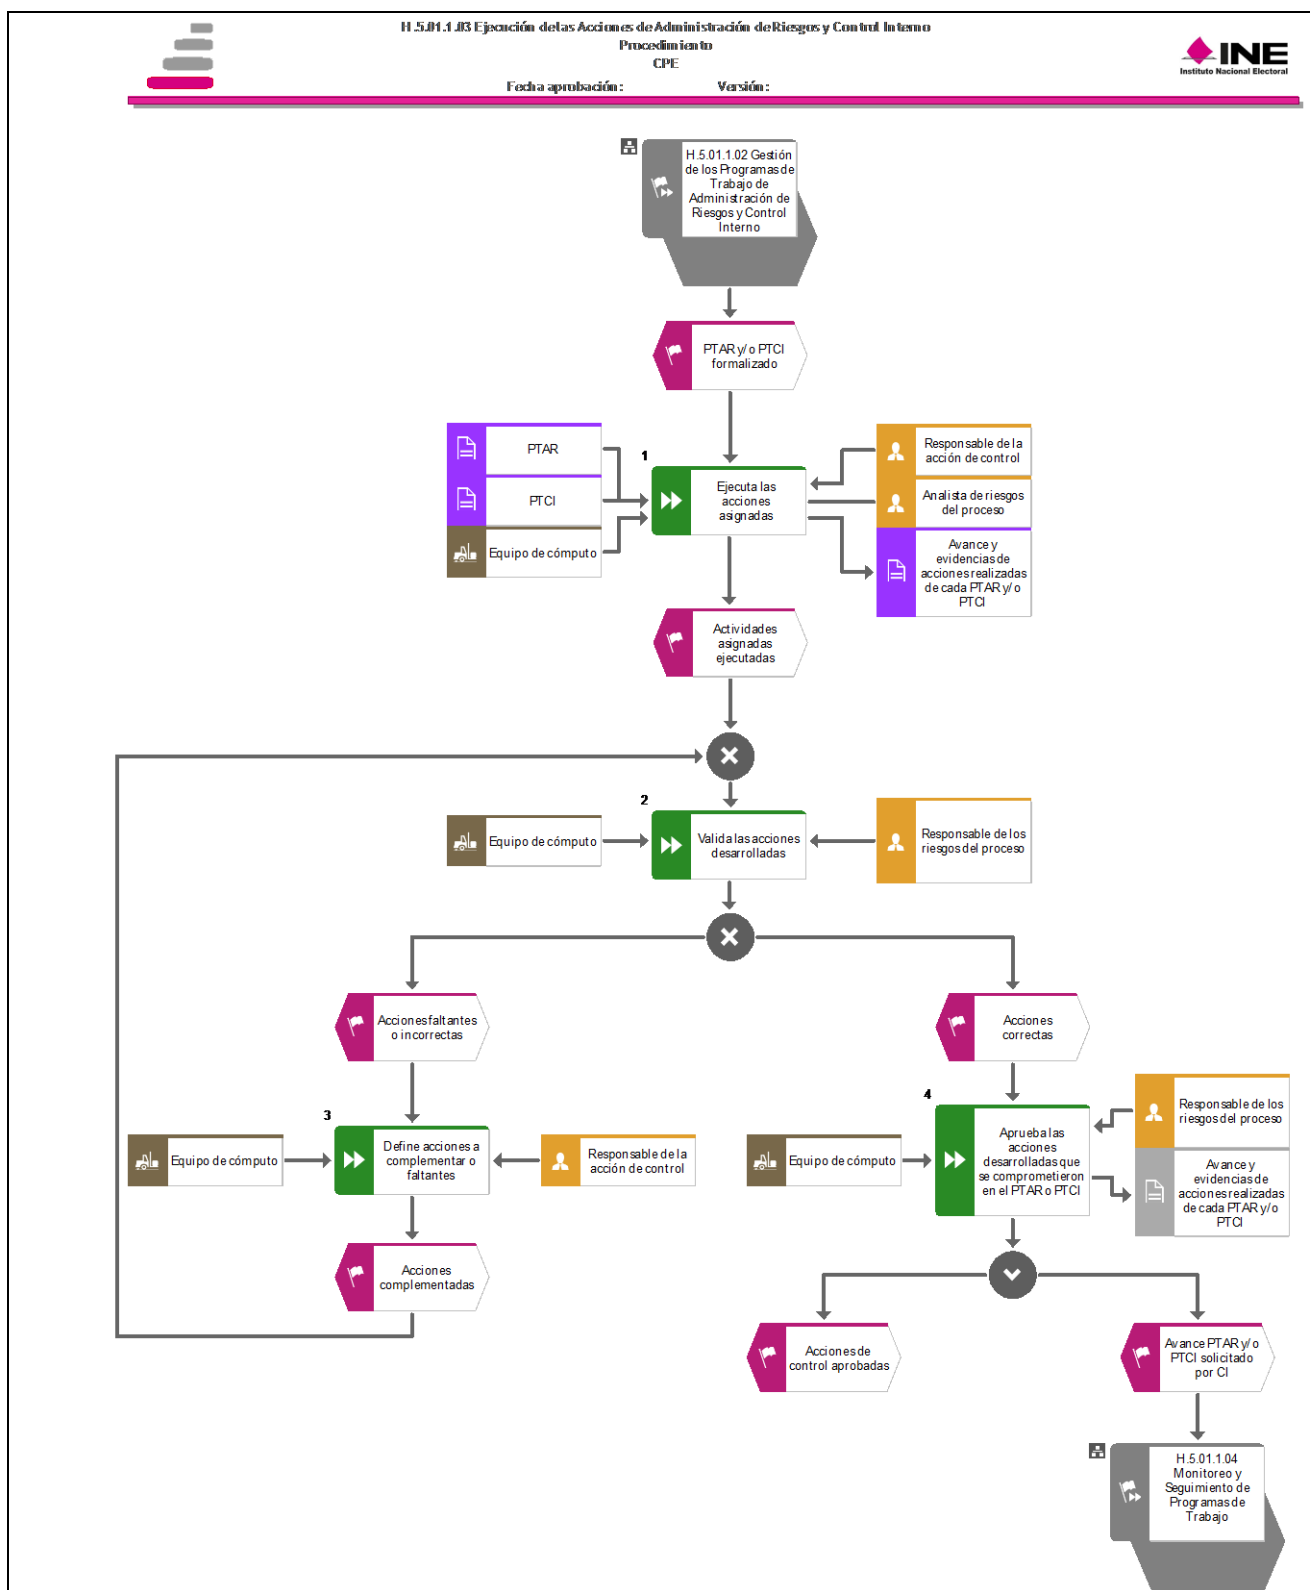 H.5.01.1.03 Ejecución de las Acciones de Administración de Riesgos y Control Interno
Procedimiento
CPE
Fecha aprobación: Versión:
INE
Instituto Nacional Electoral
H.5.01.1.02 Gestión
de los Programas de
Trabajo de
Administración de
Riesgos y Control
Interno
PTAR y/o PTCI
formalizado
PTAR
PTCI
Equipo de cómputo
1
Ejecuta las
acciones
asignadas
Responsable de la
acción de control
Analista de riesgos
del proceso
Avance y
evidencias de
acciones realizadas
de cada PTAR y/o
PTCI
Actividades
asignadas
ejecutadas
2
Equipo de cómputo
Valida las acciones
desarrolladas
Responsable de los
riesgos del proceso
Acciones faltantes
o incorrectas
Acciones
correctas
3
Equipo de cómputo
Define acciones a
complementar o
faltantes
Responsable de la
acción de control
4
Equipo de cómputo
Aprueba las
acciones
desarrolladas que
se comprometieron
en el PTAR o PTCI
Responsable de los
riesgos del proceso
Avance y
evidencias de
acciones realizadas
de cada PTAR y/o
PTCI
Acciones
complementadas
Acciones de
control aprobadas
Avance PTAR y/o
PTCI solicitado
por CI
H.5.01.1.04
Monitoreo y
Seguimiento de
Programas de
Trabajo